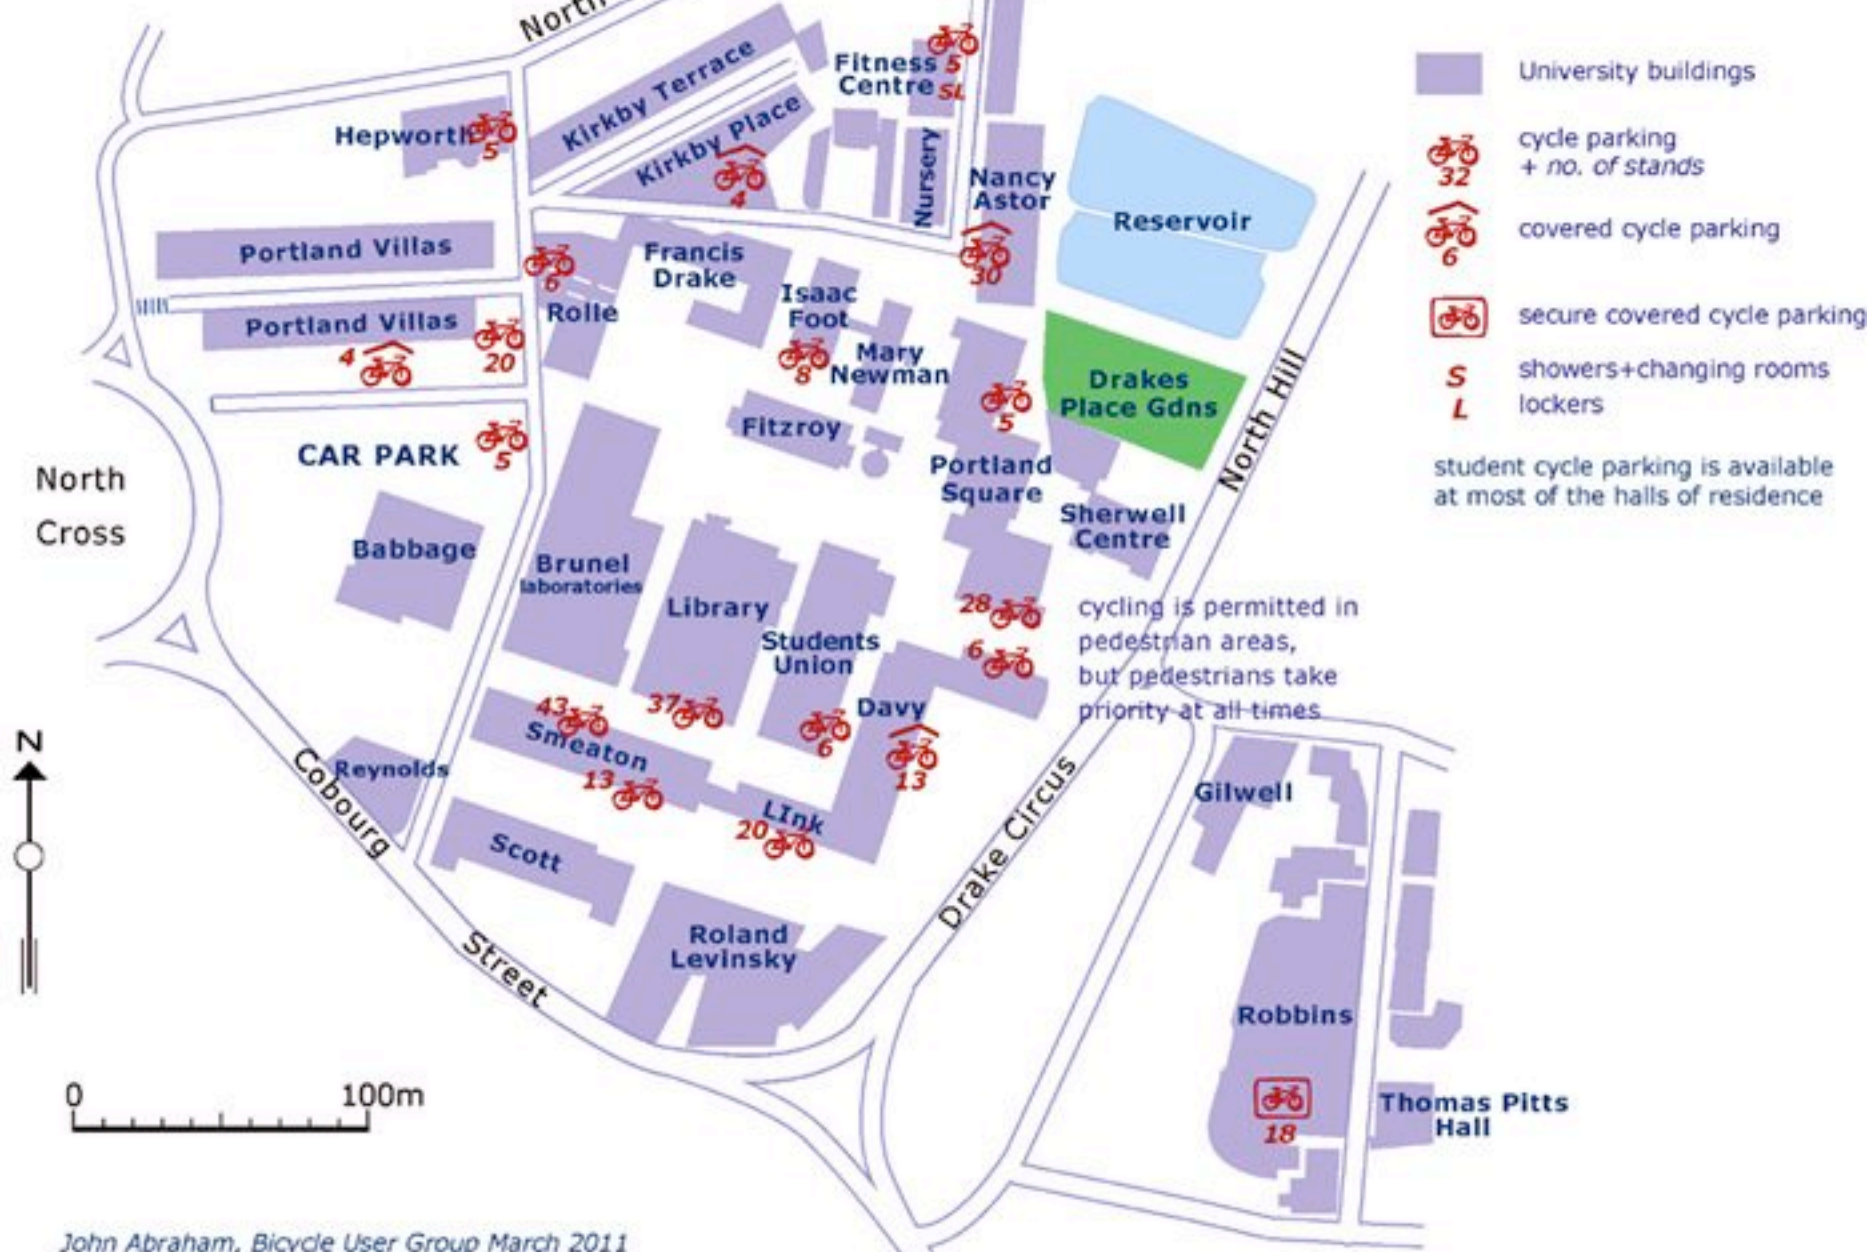 North
Fitness
Centre
5
SL
Kirkby Terrace
Kirkby Place
4
Hepworth
5
Nursery
Nancy
Astor
30
Reservoir
Portland Villas
6
Rolle
Francis
Drake
Isaac
Foot
8
Mary
Newman
Portland Villas
4
20
Drakes
Place Gdns
North Hill
5
CAR PARK
5
Fitzroy
Portland
Square
Sherwell
Centre
North
Cross
Babbage
Brunel
laboratories
Library
Students
Union
28
6
cycling is permitted in
pedestrian areas,
but pedestrians take
priority at all times
Davy
43
37
6
13
Smeaton
13
LInk
20
Reynolds
Cobourg
Street
Scott
Roland
Levinsky
Drake Circus
Gilwell
Robbins
18
Thomas Pitts
Hall
N
0 100m
John Abraham, Bicycle User Group March 2011
University buildings
cycle parking
+ no. of stands
32
covered cycle parking
6
secure covered cycle parking
S showers+changing rooms
L lockers
student cycle parking is available
at most of the halls of residence